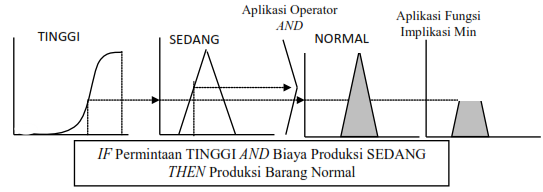 Aplikasi Operator
AND
Aplikasi Fungsi
Implikasi Min
TINGGI
SEDANG
NORMAL
IF Permintaan TINGGI AND Biaya Produksi SEDANG
THEN Produksi Barang Normal